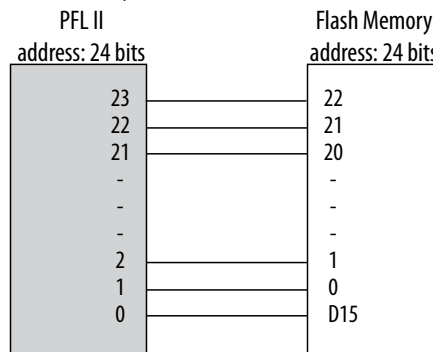 PFL II Flash Memory
address: 24 bits address: 24 bits
23 22
22 21
21 20
- -
- -
- -
2 1
1 0
0 D15